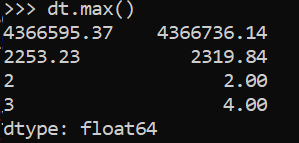 >>> dt.max()
4366595.37    4366736.14
2253.23          2319.84
2                   2.00
3                   4.00
dtype: float64